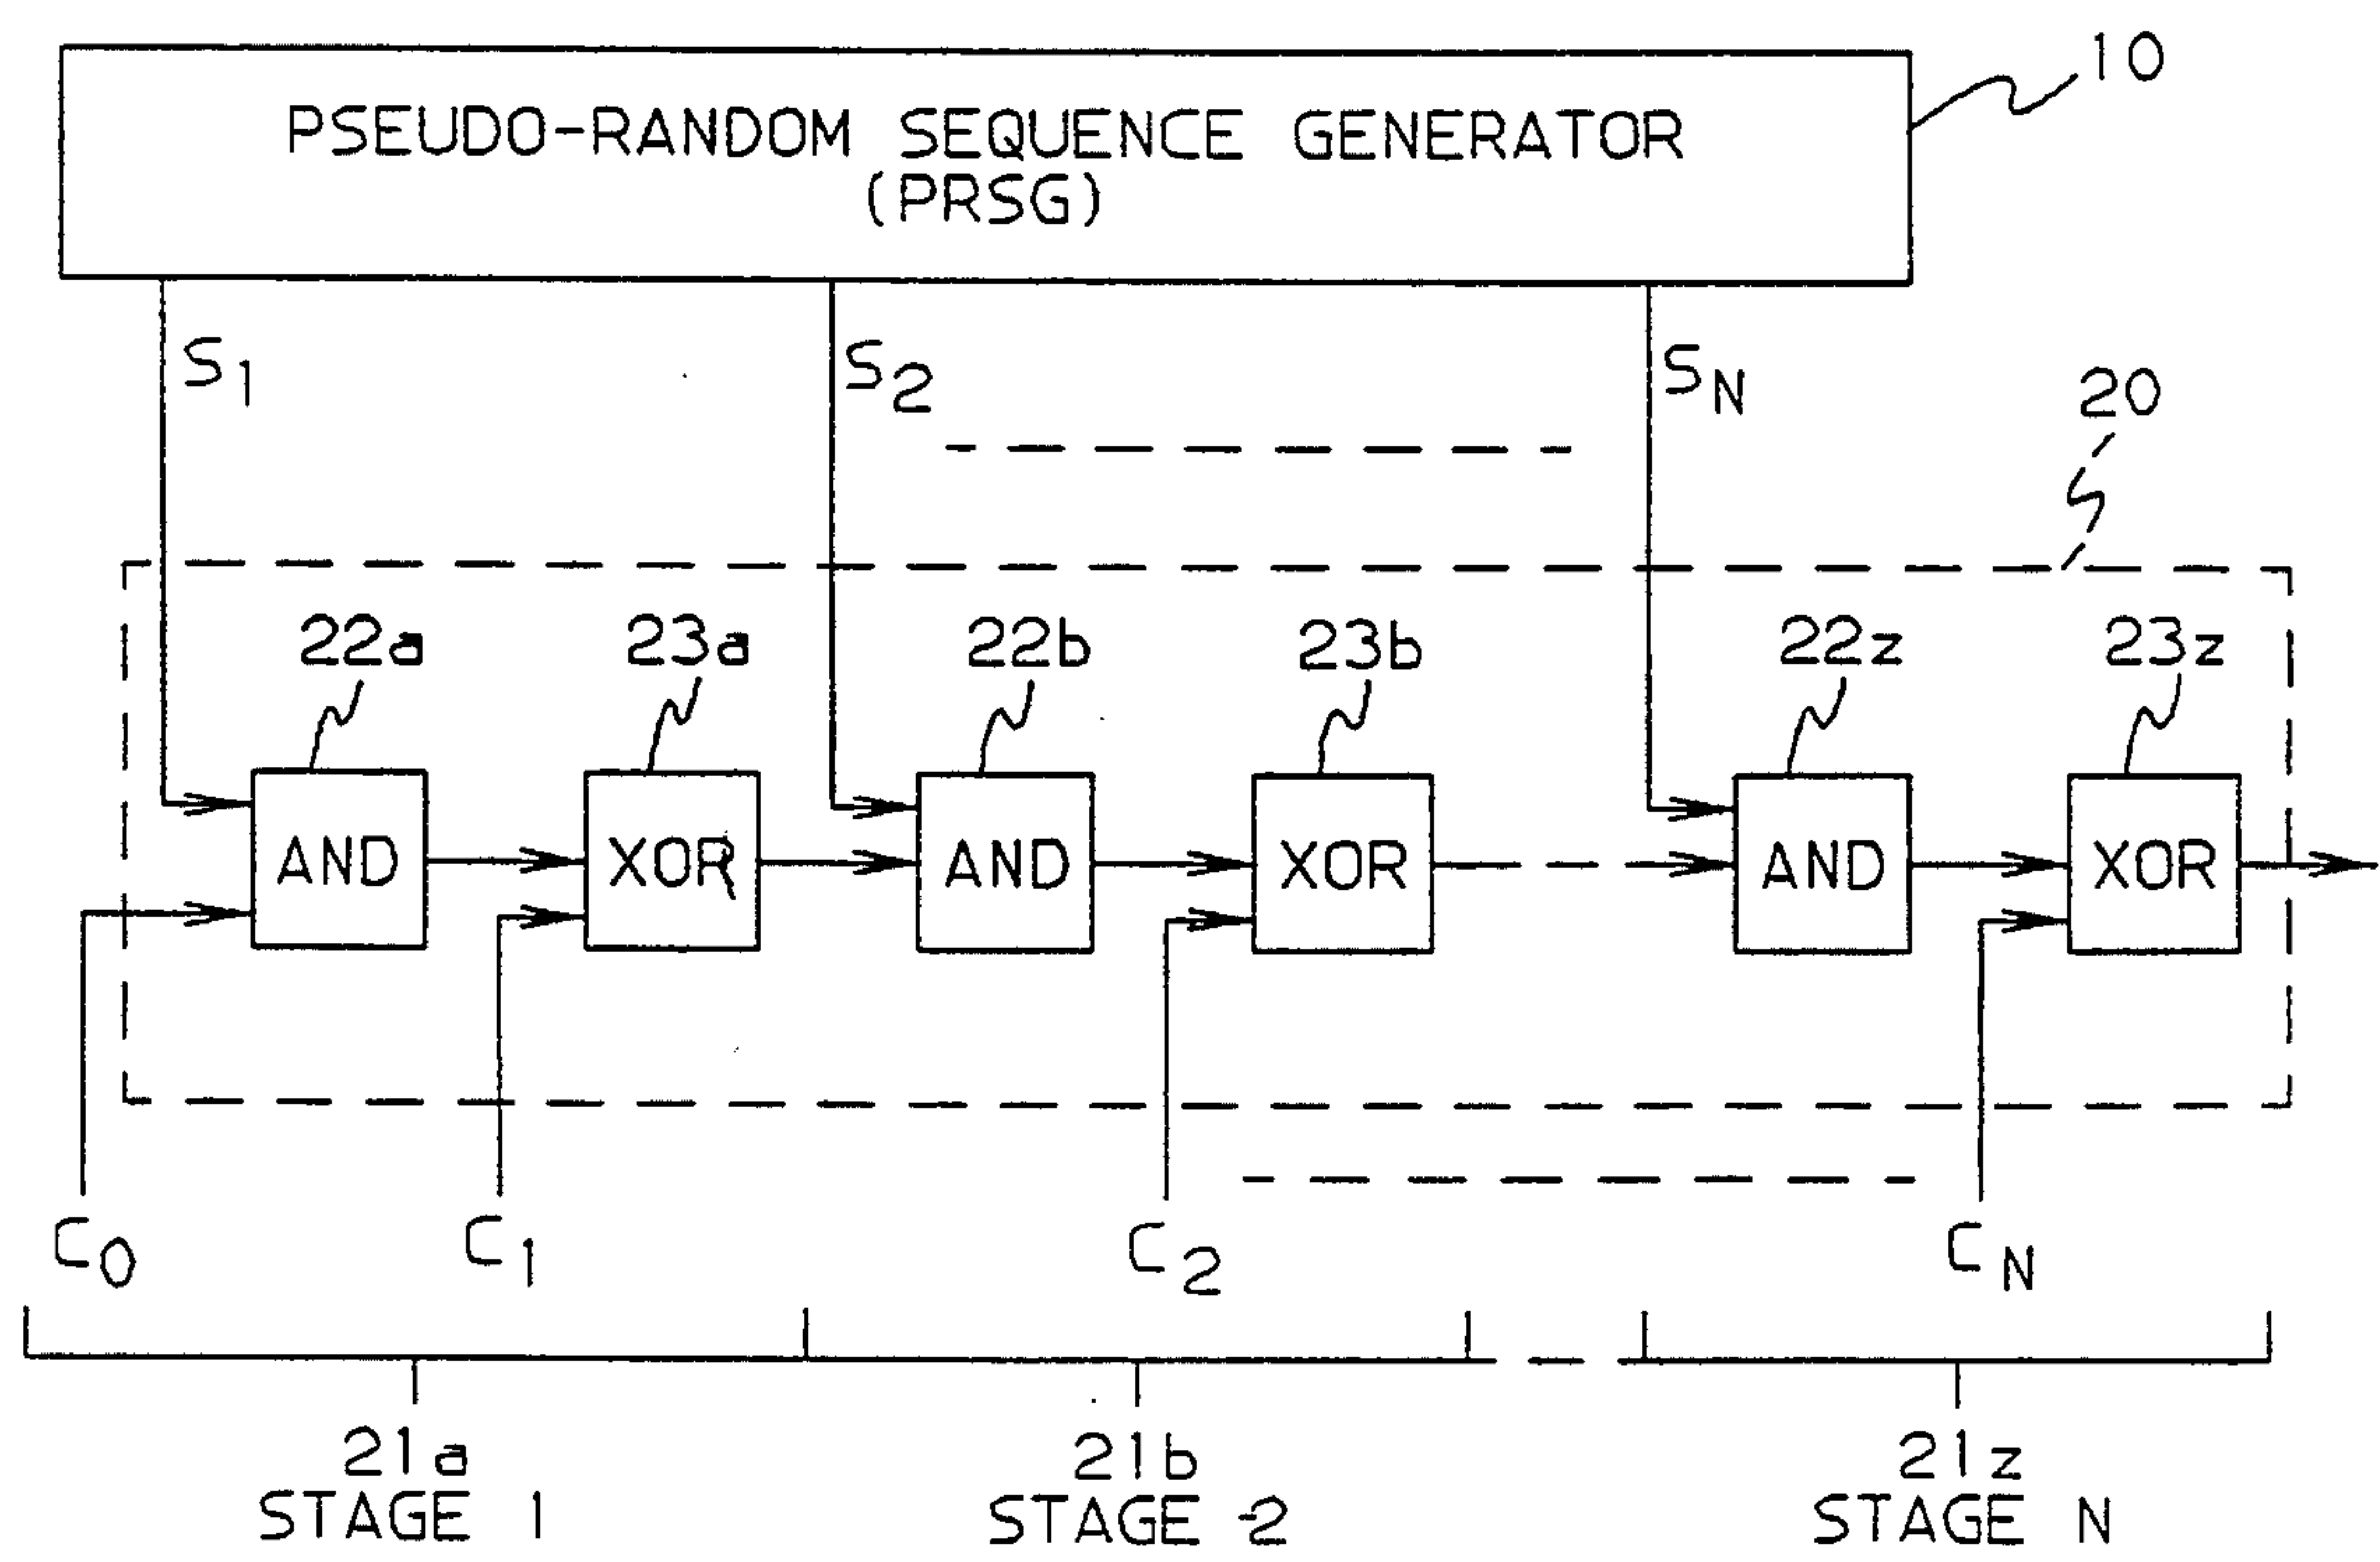 10
PSEUDO-RANDOM SEQUENCE GENERATOR
(PRSG)
S1
S2
SN
20
22a
23a
22b
23b
22z
23z
AND
XOR
AND
XOR
AND
XOR
C0
C1
C2
CN
21a
21b
21z
STAGE 1
STAGE 2
STAGE N